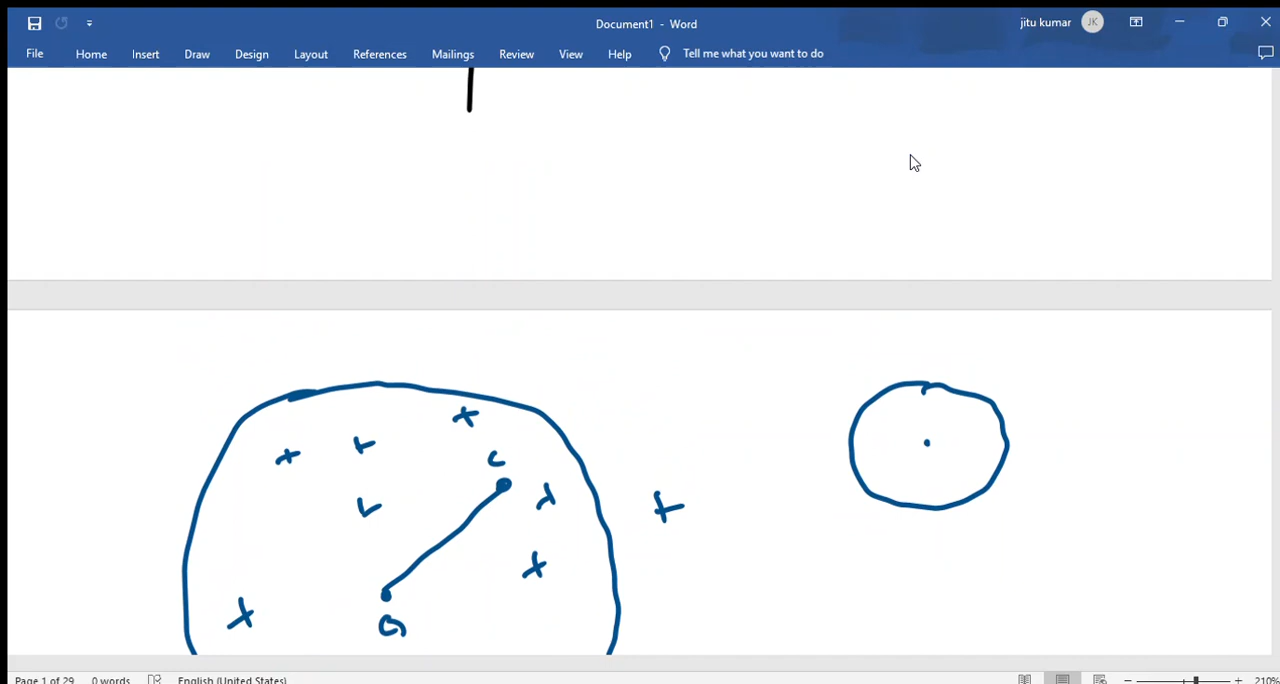 Document1 - Word
jitu kumar JK
File Home Insert Draw Design Layout References Mailings Review View Help Tell me what you want to do
C
G
Page 1 of 29 0 words English (United States) 210%